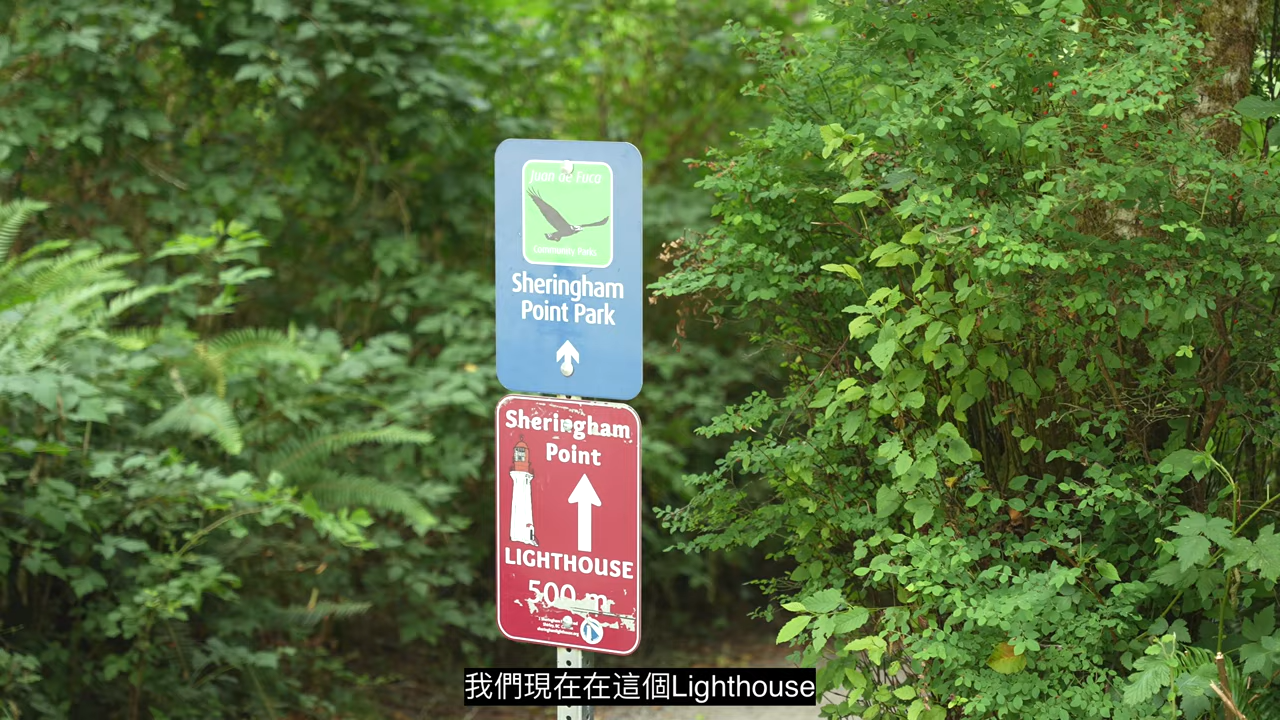 Juan de Fuca
Community Parks
Sheringham
Point Park
Sheringham
Point
LIGHTHOUSE
500 m
我們現在在這個Lighthouse